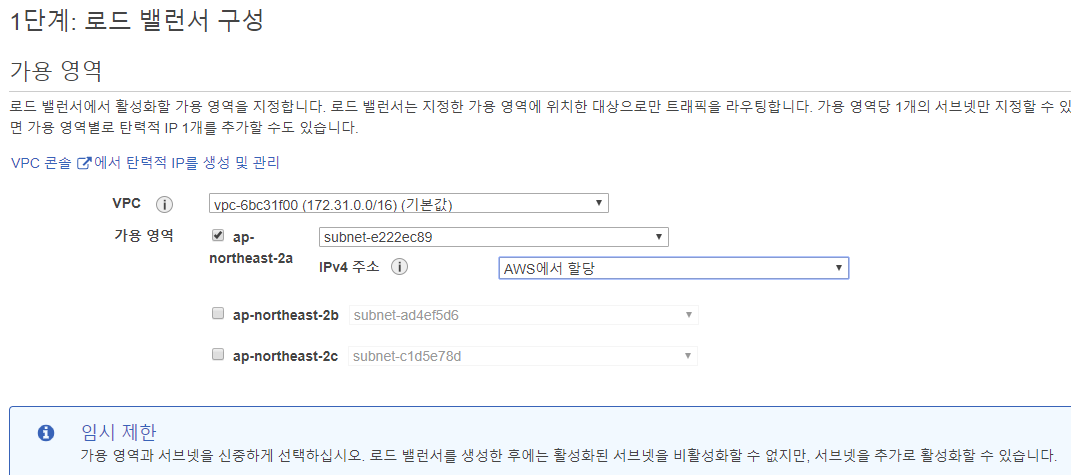 1단계: 로드 밸런서 구성
가용 영역
로드 밸런서에서 활성화할 가용 영역을 지정합니다. 로드 밸런서는 지정한 가용 영역에 위치한 대상으로만 트래픽을 라우팅합니다. 가용 영역당 1개의 서브넷만 지정할 수 있
면 가용 영역별로 탄력적 IP 1개를 추가할 수도 있습니다.
VPC 콘솔 에서 탄력적 IP를 생성 및 관리
VPC vpc-6bc31f00 (172.31.0.0/16) (기본값)
가용 영역 ap-northeast-2a subnet-e222ec89
IPv4 주소 AWS에서 할당
ap-northeast-2b subnet-ad4ef5d6
ap-northeast-2c subnet-c1d5e78d
임시 제한
가용 영역과 서브넷을 신중하게 선택하십시오. 로드 밸런서를 생성한 후에는 활성화된 서브넷을 비활성화할 수 없지만, 서브넷을 추가로 활성화할 수 있습니다.